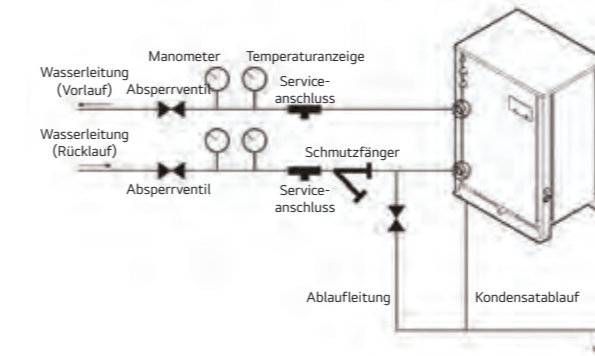 Manometer
Temperaturanzeige
Wasserleitung
(Vorlauf)
Absperrventil
Service-
anschluss
Wasserleitung
(Rücklauf)
Absperrventil
Service-
anschluss
Schmutzfänger
Ablaufleitung
Kondensatablauf